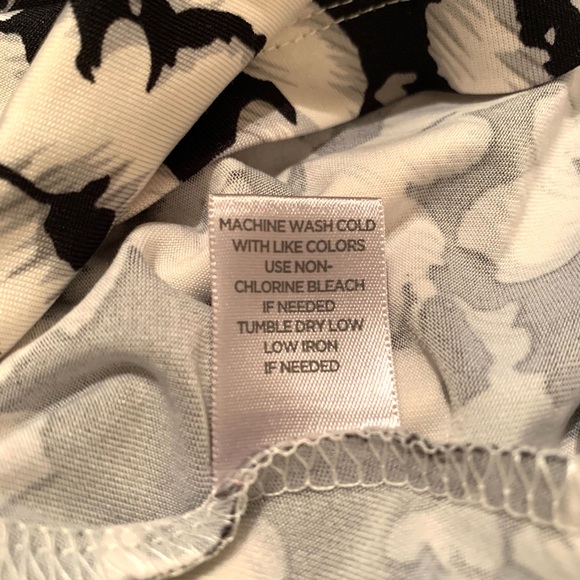 MACHINE WASH COLD
WITH LIKE COLORS
USE NON-
CHLORINE BLEACH
IF NEEDED
TUMBLE DRY LOW
LOW IRON
IF NEEDED